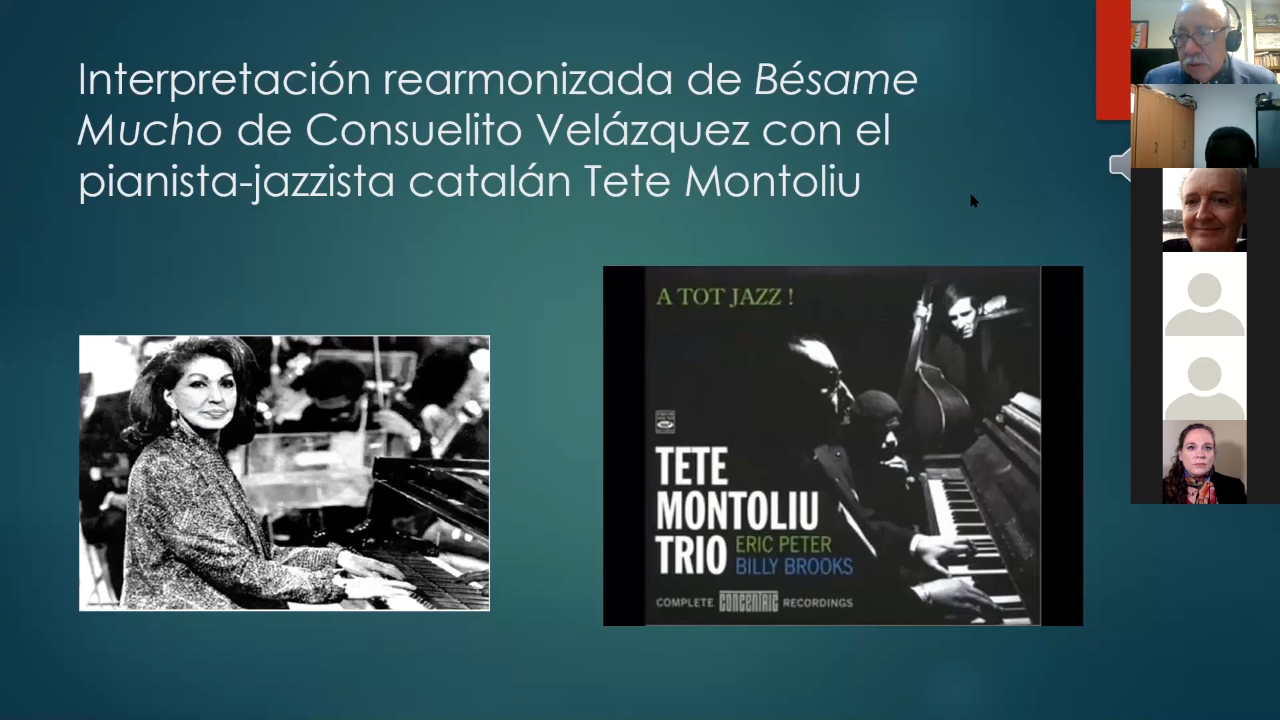 Interpretación rearmonizada de Bésame
Mucho de Consuelito Velázquez con el
pianista-jazzista catalán Tete Montoliu
A TOT JAZZ !
TETE
MONTOLIU
TRIO
ERIC PETER
BILLY BROOKS
COMPLETE CONCENTRIC RECORDINGS